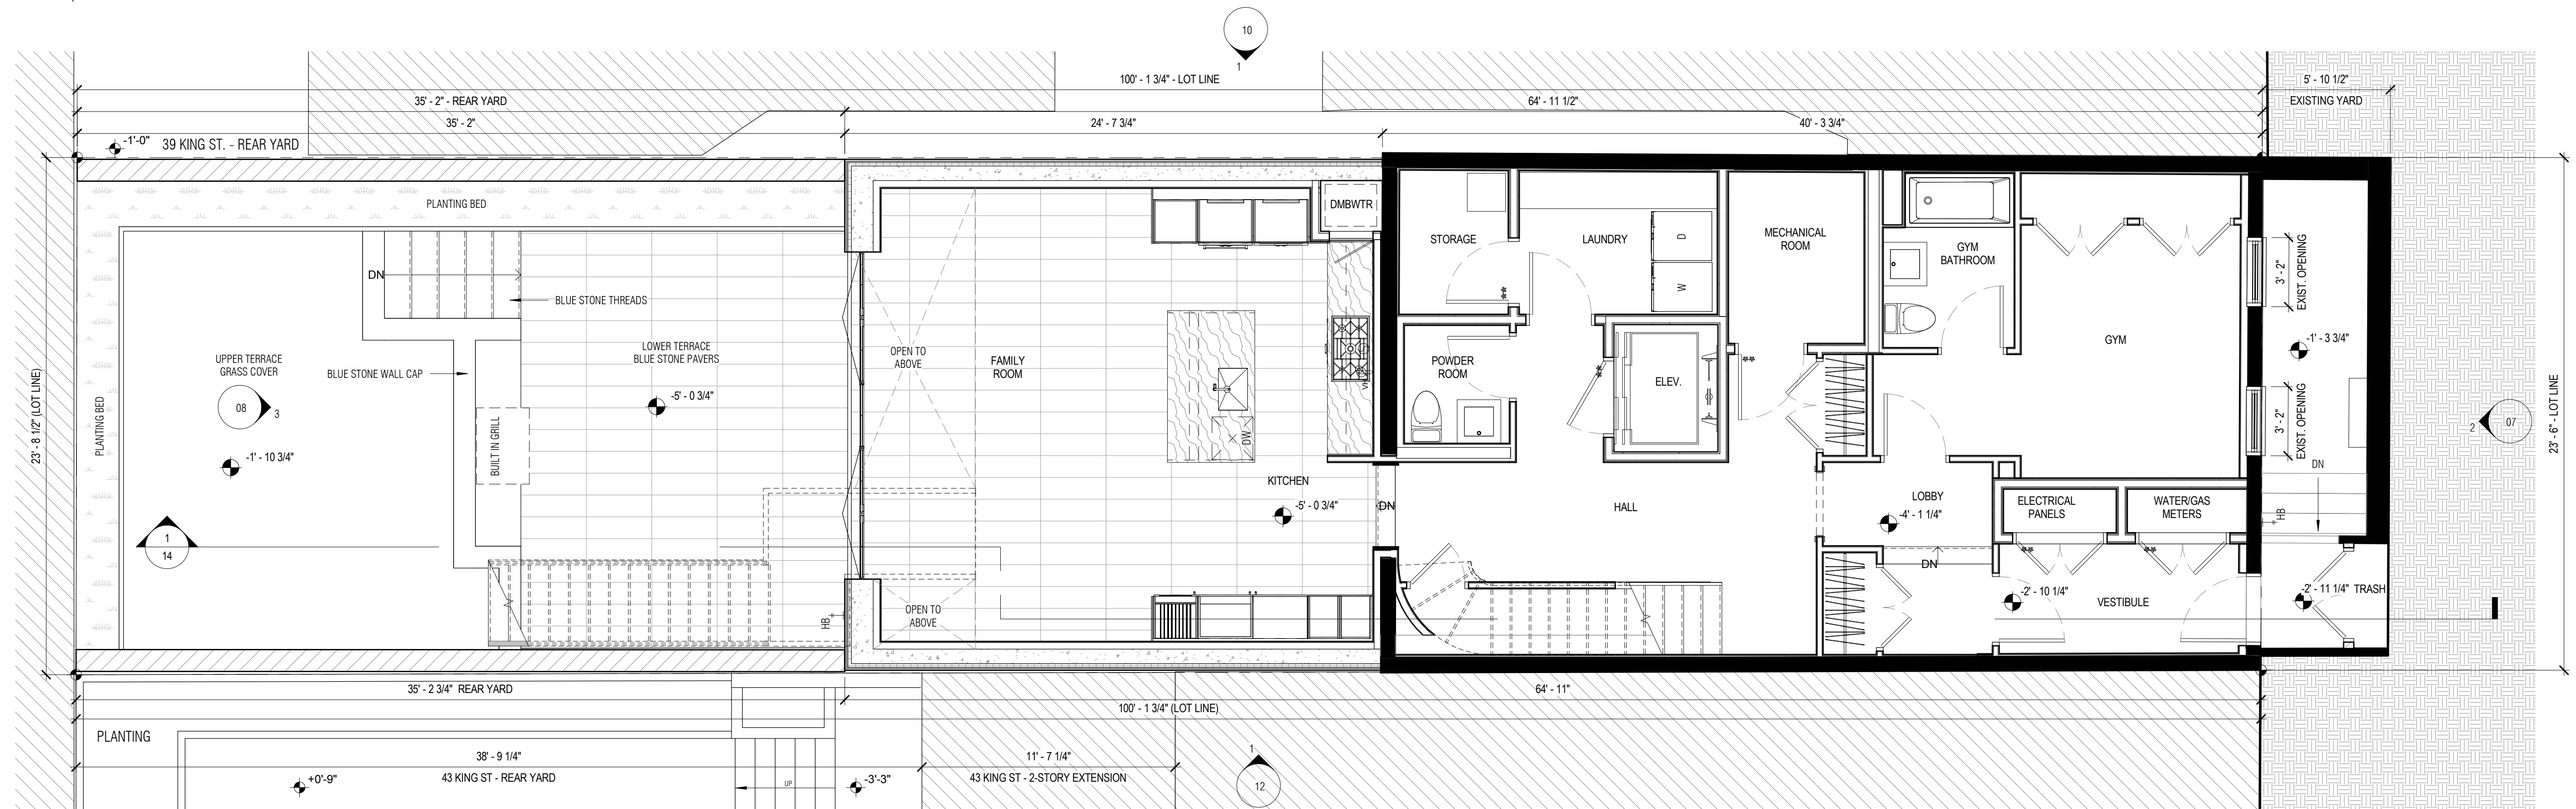 10
1
100' - 1 3/4" - LOT LINE
5' - 10 1/2"
35' - 2" - REAR YARD
64' - 11 1/2"
EXISTING YARD
35' - 2"
24' - 7 3/4"
40' - 3 3/4"
-1'-0"
39 KING ST. - REAR YARD
PLANTING BED
DMBWTR
STORAGE
LAUNDRY
D
W
MECHANICAL
ROOM
GYM
BATHROOM
3' - 2"
EXIST. OPENING
DN
BLUE STONE THREADS
UPPER TERRACE
GRASS COVER
LOWER TERRACE
BLUE STONE PAVERS
OPEN TO
ABOVE
FAMILY
ROOM
POWDER
ROOM
ELEV.
GYM
-1' - 3 3/4"
BLUE STONE WALL CAP
23' - 8 1/2" (LOT LINE)
PLANTING BED
08
3
-5' - 0 3/4"
BUILT IN GRILL
DW
3' - 2"
EXIST. OPENING
2
07
23' - 6" - LOT LINE
-1' - 10 3/4"
KITCHEN
-5' - 0 3/4"
DN
HALL
LOBBY
-4' - 1 1/4"
ELECTRICAL
PANELS
WATER/GAS
METERS
DN
HB
1
14
DN
-2' - 10 1/4"
VESTIBULE
-2' - 11 1/4"
TRASH
OPEN TO
ABOVE
HB
35' - 2 3/4" REAR YARD
64' - 11"
100' - 1 3/4" (LOT LINE)
PLANTING
38' - 9 1/4"
11' - 7 1/4"
1
12
+0'-9"
43 KING ST - REAR YARD
UP
-3'-3"
43 KING ST - 2-STORY EXTENSION